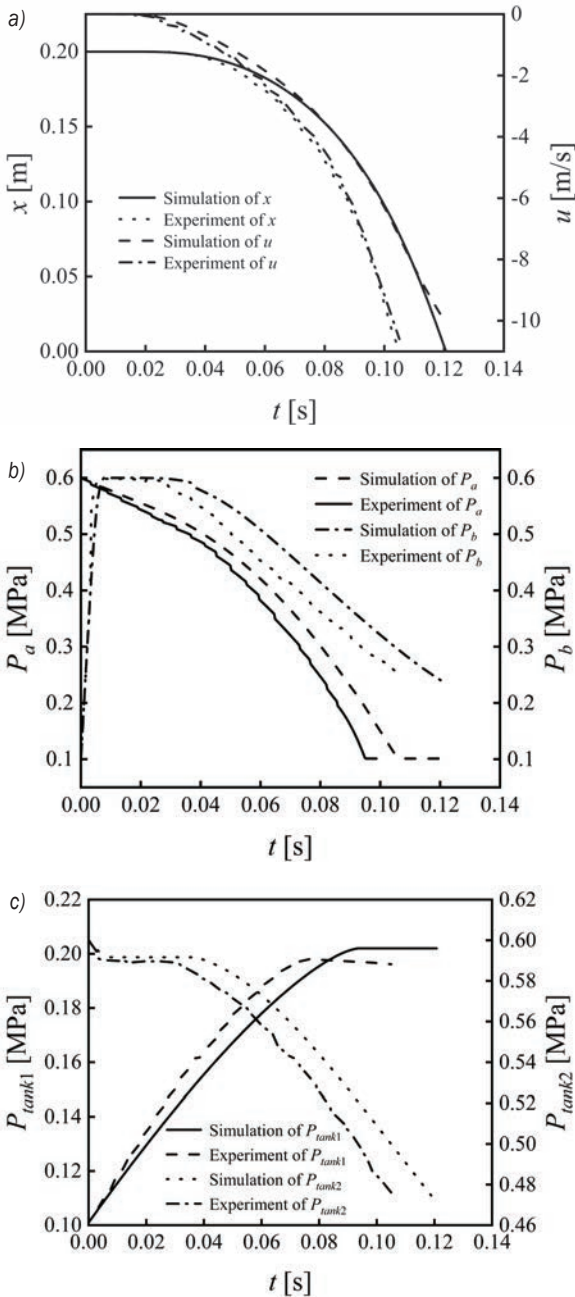 a)
0.20
0.15
0.10
0.05
0.00
x [m]
0
-2
-4
-6
-8
-10
u [m/s]
Simulation of x
Experiment of x
Simulation of u
Experiment of u
0.00 0.02 0.04 0.06 0.08 0.10 0.12 0.14
t [s]
b)
0.6
0.5
0.4
0.3
0.2
0.1
P_a [MPa]
0.6
0.5
0.4
0.3
0.2
0.1
P_b [MPa]
Simulation of P_a
Experiment of P_a
Simulation of P_b
Experiment of P_b
0.00 0.02 0.04 0.06 0.08 0.10 0.12 0.14
t [s]
c)
0.22
0.20
0.18
0.16
0.14
0.12
0.10
P_tank1 [MPa]
0.62
0.60
0.58
0.56
0.54
0.52
0.50
0.48
0.46
P_tank2 [MPa]
Simulation of P_tank1
Experiment of P_tank1
Simulation of P_tank2
Experiment of P_tank2
0.00 0.02 0.04 0.06 0.08 0.10 0.12 0.14
t [s]